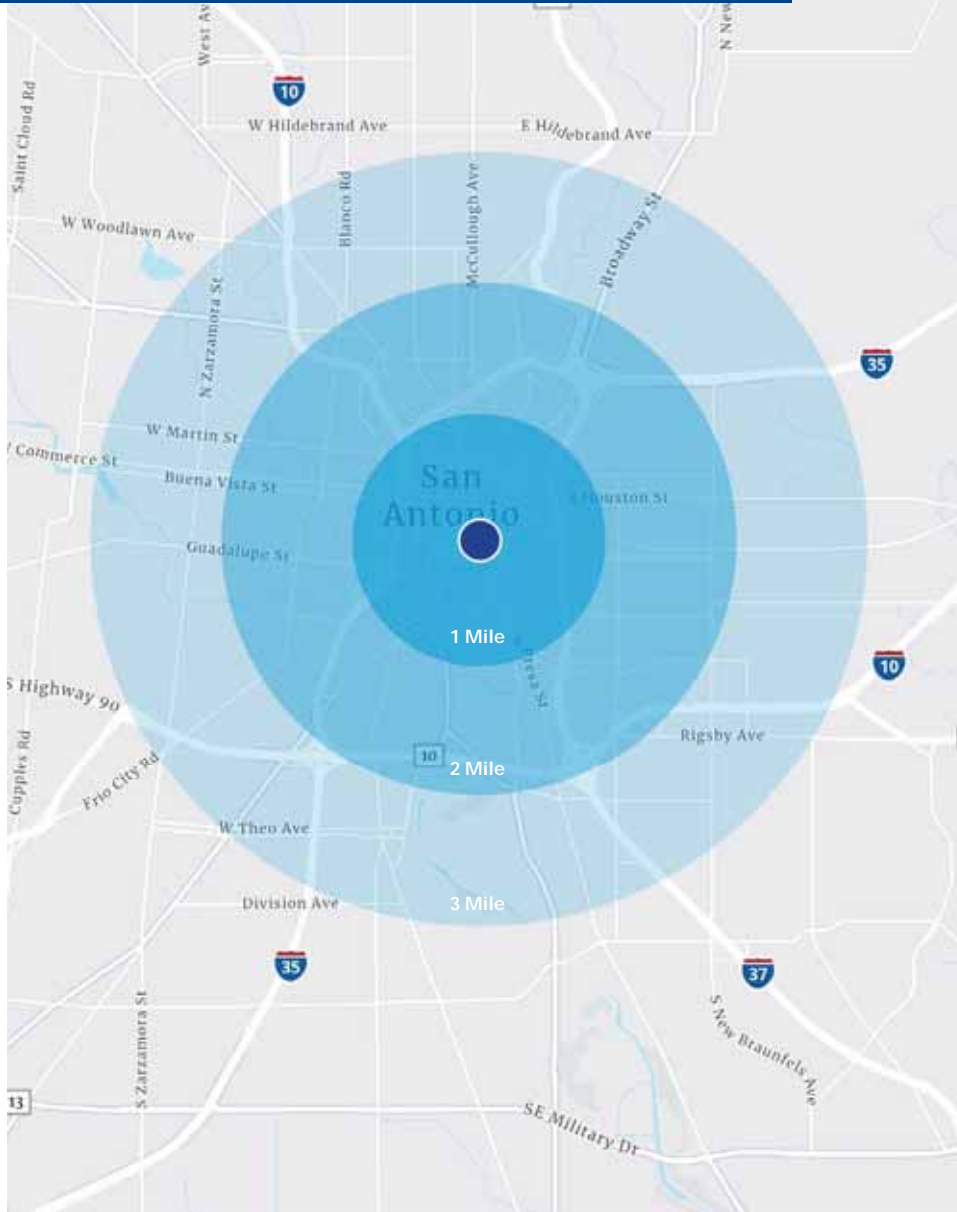 West Av
N New
10
W Hildebrand Ave
E Hildebrand Ave
Saint Cloud Rd
Blanco Rd
McCullough Ave
Broadway St
W Woodlawn Ave
N Zarzamora St
35
W Martin St
Commerce St
Buena Vista St
San
Antonio
Houston St
Guadalupe St
1 Mile
S Highway 90
10
Rigsby Ave
10
2 Mile
Cupples Rd
Frio City Rd
W Theo Ave
Division Ave
3 Mile
35
37
S Zarzamora St
S New Braunfels Ave
13
SE Military Dr